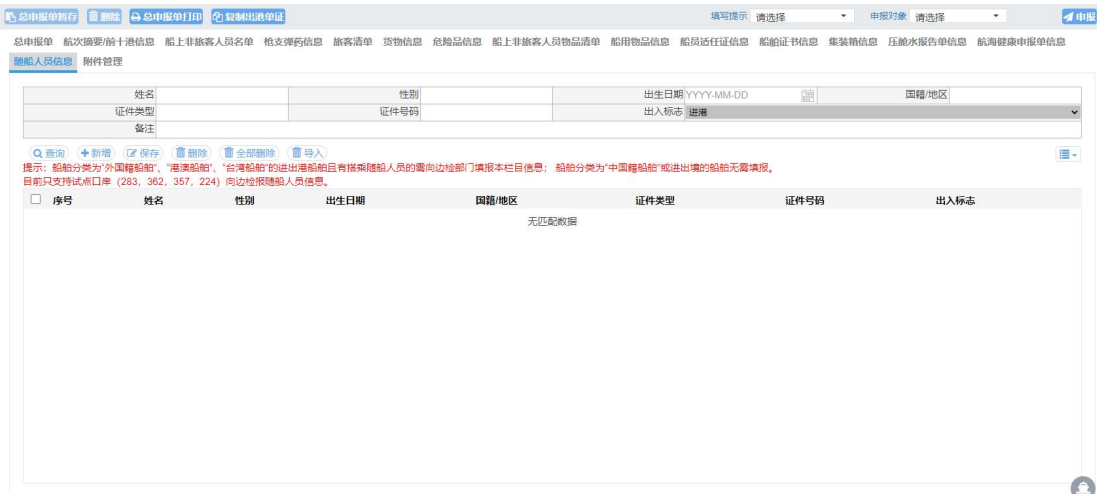 总申报单暂存 删除 总申报单打印 复制出港单证 填写提示 请选择 申报对象 请选择 申报
总申报单 航次摘要/前十港信息 船上非旅客人员名单 枪支弹药信息 旅客清单 货物信息 危险品信息 船上非旅客人员物品清单 船用物品信息 船员适任证信息 船舶证书信息 集装箱信息 压舱水报告单信息 航海健康申报单信息
随船人员信息 附件管理
姓名 性别 出生日期 YYYY-MM-DD 国籍/地区
证件类型 证件号码 出入标志 进港
备注
查询 新增 保存 删除 全部删除 导入
提示：船舶分类为“外国籍船舶”、“港澳船舶”、“台湾船舶”的进出港船舶且有搭乘随船人员的需向边检部门填报本栏目信息； 船舶分类为“中国籍船舶”或进出境的船舶无需填报。
目前只支持试点口岸（283，362，357，224）向边检报随船人员信息。
序号 姓名 性别 出生日期 国籍/地区 证件类型 证件号码 出入标志
无匹配数据